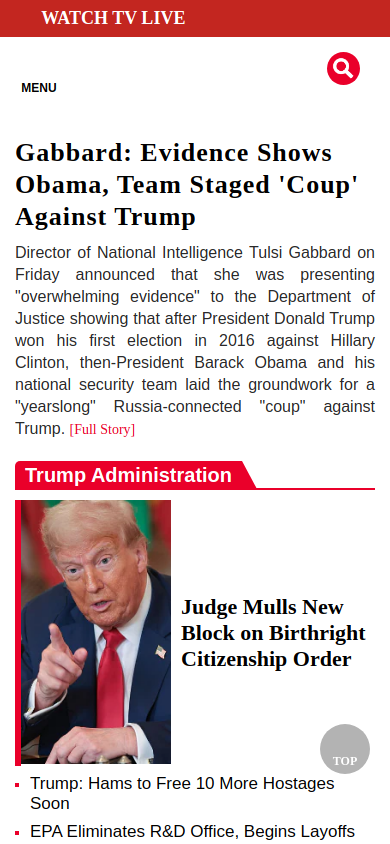 WATCH TV LIVE
MENU
Gabbard: Evidence Shows
Obama, Team Staged 'Coup'
Against Trump
Director of National Intelligence Tulsi Gabbard on
Friday announced that she was presenting
"overwhelming evidence" to the Department of
Justice showing that after President Donald Trump
won his first election in 2016 against Hillary
Clinton, then-President Barack Obama and his
national security team laid the groundwork for a
"yearslong" Russia-connected "coup" against
Trump. [Full Story]
Trump Administration
Judge Mulls New
Block on Birthright
Citizenship Order
TOP
Trump: Hams to Free 10 More Hostages
Soon
EPA Eliminates R&D Office, Begins Layoffs